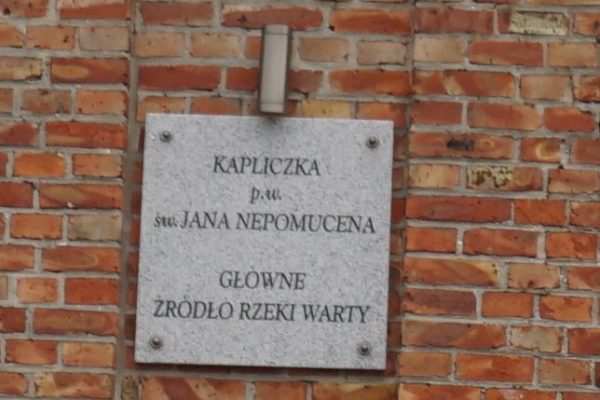 KAPLICZKA
p.w.
św. JANA NEPOMUCENA
GŁÓWNE
ŹRÓDŁO RZEKI WARTY